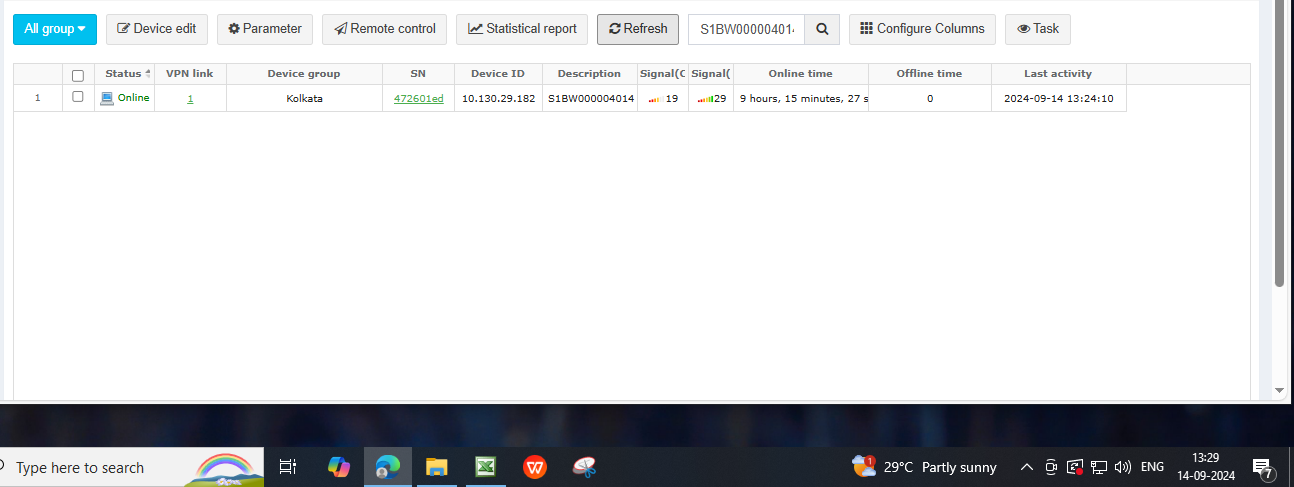 All group Device edit Parameter Remote control Statistical report Refresh S1BW000004014 Configure Columns Task
Status VPN link Device group SN Device ID Description Signal(C Signal( Online time Offline time Last activity
1 Online 1 Kolkata 472601ed 10.130.29.182 S1BW000004014 19 29 9 hours, 15 minutes, 27 s 0 2024-09-14 13:24:10
Type here to search 1 29°C Partly sunny ENG 13:29 7
14-09-2024